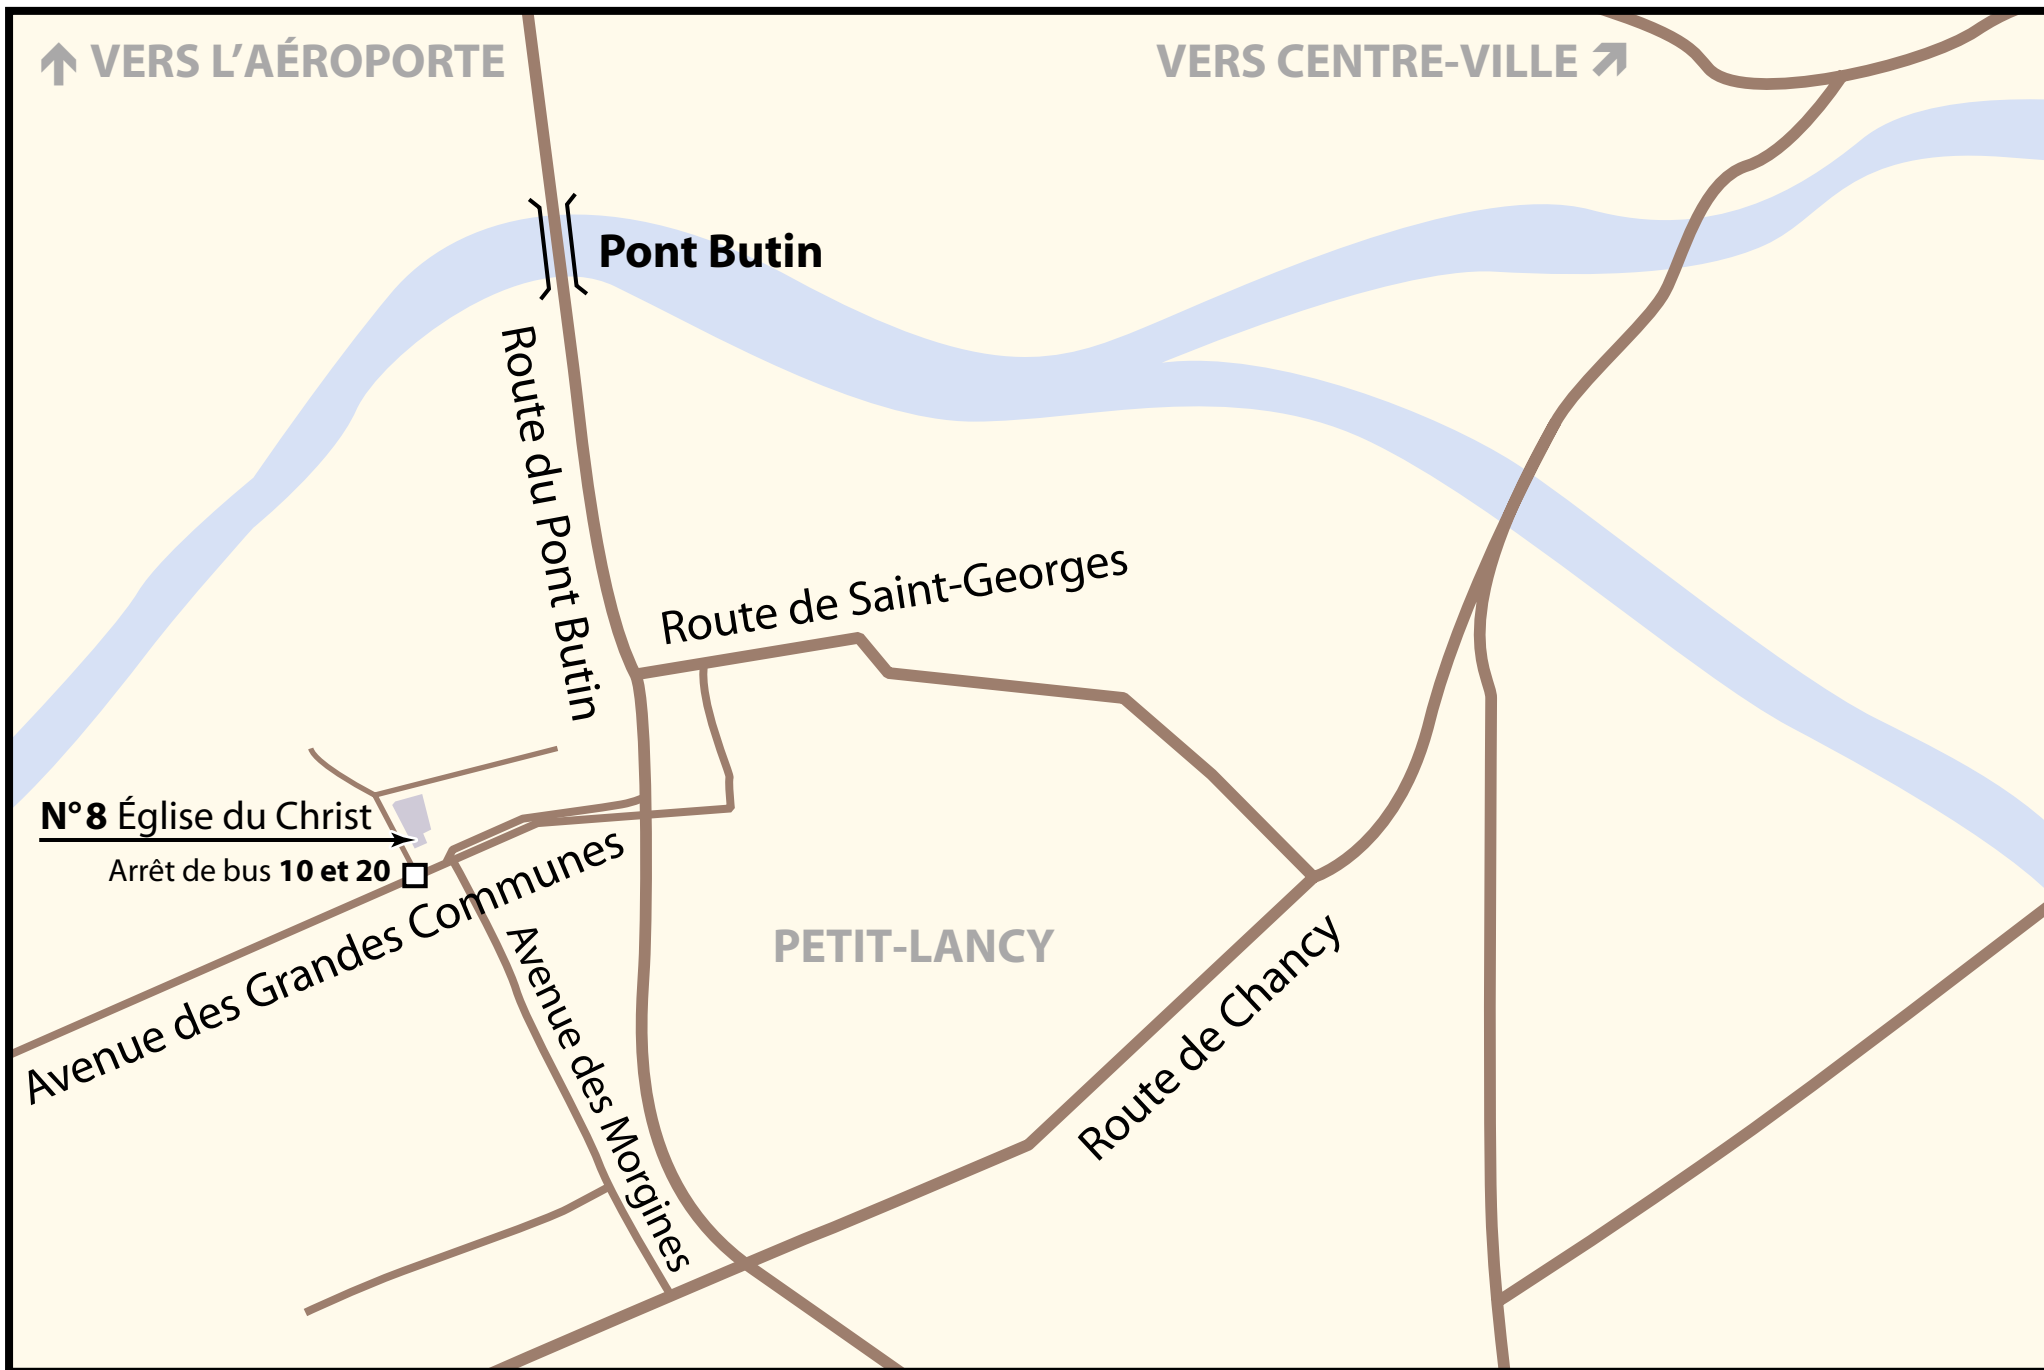 VERS L’AÉROPORTE
VERS CENTRE-VILLE
Pont Butin
Route du Pont Butin
Route de Saint-Georges
N°8 Église du Christ
Arrêt de bus 10 et 20
Avenue des Grandes Communes
Avenue des Morgines
PETIT-LANCY
Route de Chancy